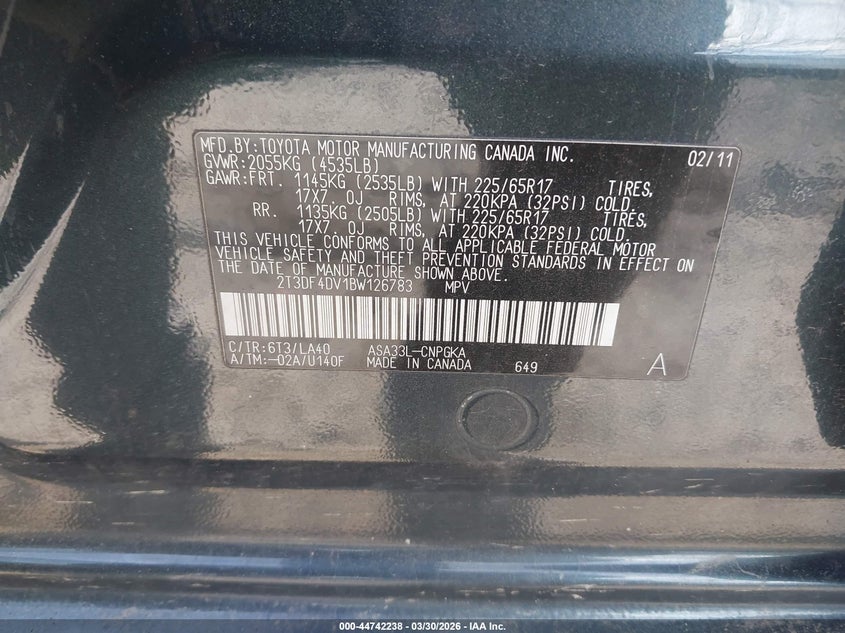 MFD.BY:TOYOTA MOTOR MANUFACTURING CANADA INC. 02/11
GVWR:2055KG (4535LB)
GAWR:FRT. 1145KG (2535LB) WITH 225/65R17 TIRES,
17X7. 0J RIMS, AT 220KPA (32PSI) COLD.
RR. 1135KG (2505LB) WITH 225/65R17 TIRES,
17X7. 0J RIMS, AT 220KPA (32PSI) COLD.
THIS VEHICLE CONFORMS TO ALL APPLICABLE FEDERAL MOTOR
VEHICLE SAFETY AND THEFT PREVENTION STANDARDS IN EFFECT ON
THE DATE OF MANUFACTURE SHOWN ABOVE.
2T3DF4DV1BW126783 MPV
C/TR:6T3/LA40 ASA33L-CNPGKA
A/TM:-02A/U140F MADE IN CANADA 649 A
000-44742238 - 03/30/2026 - IAA Inc.